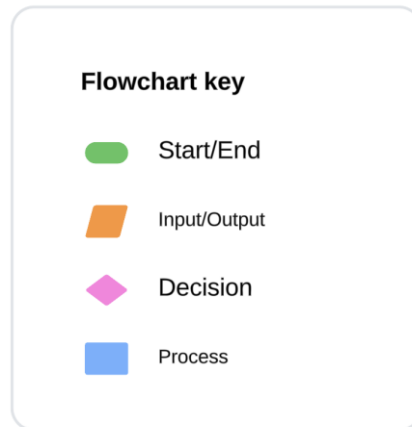 Flowchart key
Start/End
Input/Output
Decision
Process